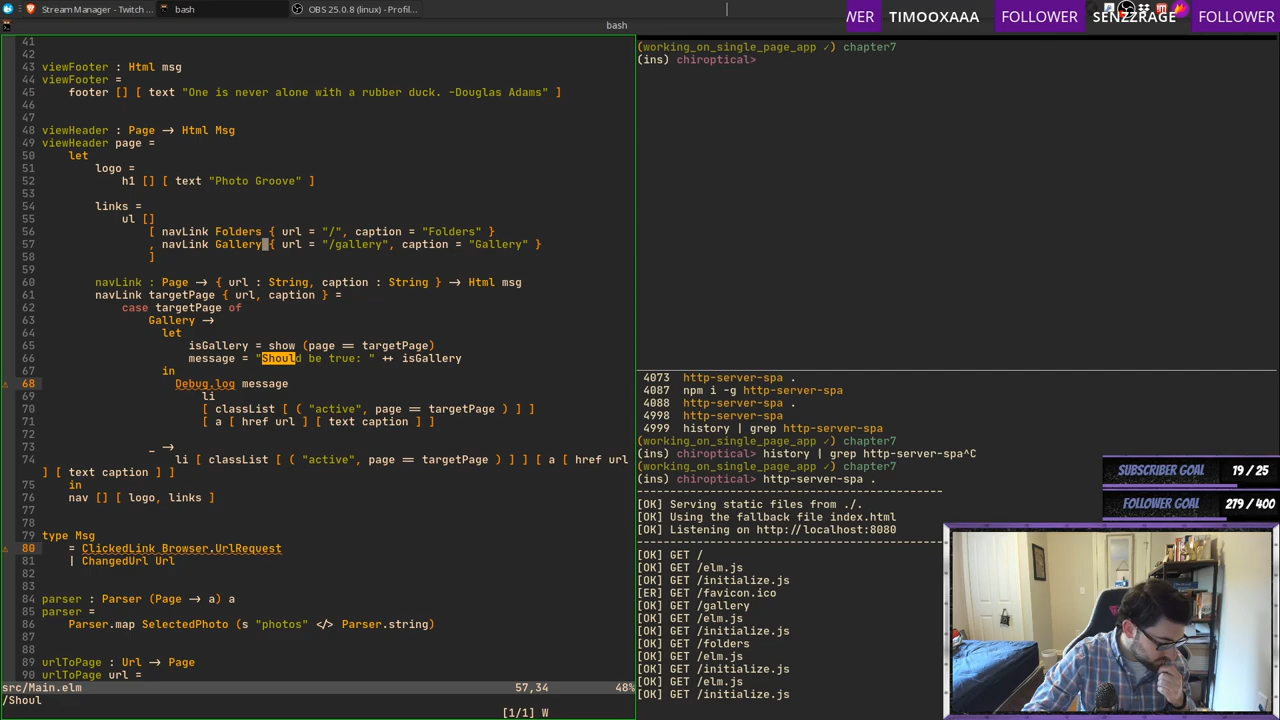 Stream Manager - Twitch
bash
OBS 25.0.8 (linux) - Profil...
WER
TIMOOXAAA
FOLLOWER
SENZZRAGE
FOLLOWER
bash
41
42
43 viewFooter : Html msg
44 viewFooter =
45 footer [] [ text "One is never alone with a rubber duck. -Douglas Adams" ]
46
47
48 viewHeader : Page -> Html Msg
49 viewHeader page =
50 let
51 logo =
52 h1 [] [ text "Photo Groove" ]
53
54 links =
55 ul []
56 [ navLink Folders { url = "/", caption = "Folders" }
57 , navLink Gallery { url = "/gallery", caption = "Gallery" }
58 ]
59
60 navLink : Page -> { url : String, caption : String } -> Html msg
61 navLink targetPage { url, caption } =
62 case targetPage of
63 Gallery ->
64 let
65 isGallery = show (page == targetPage)
66 message = "Should be true: " ++ isGallery
67 in
68 Debug.log message
69 li
70 [ classList [ ( "active", page == targetPage ) ] ]
71 [ a [ href url ] [ text caption ] ]
72
73 _ ->
74 li [ classList [ ( "active", page == targetPage ) ] ] [ a [ href url
] [ text caption ] ]
75 in
76 nav [] [ logo, links ]
77
78
79 type Msg
80 = ClickedLink Browser.UrlRequest
81 | ChangedUrl Url
82
83
84 parser : Parser (Page -> a) a
85 parser =
86 Parser.map SelectedPhoto (s "photos" </> Parser.string)
87
88
89 urlToPage : Url -> Page
90 urlToPage url =
src/Main.elm 57,34 48%
/Shoul
[1/1] W
(working_on_single_page_app ✓) chapter7
(ins) chiroptical>
4073 http-server-spa .
4087 npm i -g http-server-spa
4088 http-server-spa .
4998 http-server-spa
4999 history | grep http-server-spa
(working_on_single_page_app ✓) chapter7
(ins) chiroptical> history | grep http-server-spa^C
(working_on_single_page_app ✓) chapter7
(ins) chiroptical> http-server-spa .
----------------------------------------------
[OK] Serving static files from ./.
[OK] Using the fallback file index.html
[OK] Listening on http://localhost:8080
----------------------------------------------
[OK] GET /
[OK] GET /elm.js
[OK] GET /initialize.js
[ER] GET /favicon.ico
[OK] GET /gallery
[OK] GET /elm.js
[OK] GET /initialize.js
[OK] GET /folders
[OK] GET /elm.js
[OK] GET /initialize.js
[OK] GET /elm.js
[OK] GET /initialize.js
SUBSCRIBER GOAL 19 / 25
FOLLOWER GOAL 279 / 400